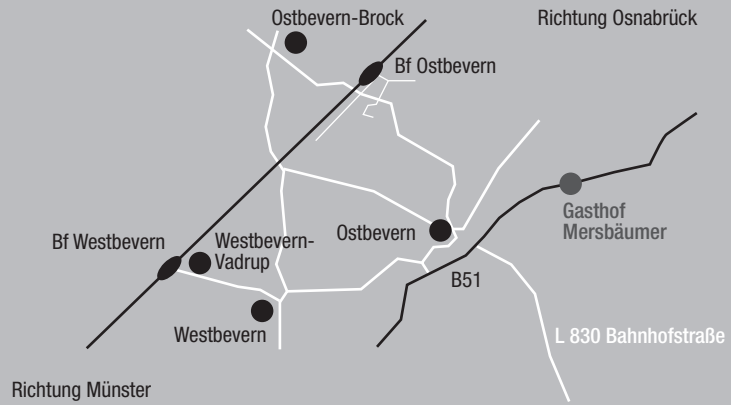 Ostbevern-Brock
Richtung Osnabrück
Bf Ostbevern
Gasthof
Mersbäumer
Ostbevern
Bf Westbevern
Westbevern-
Vadrup
B51
Westbevern
L 830 Bahnhofstraße
Richtung Münster